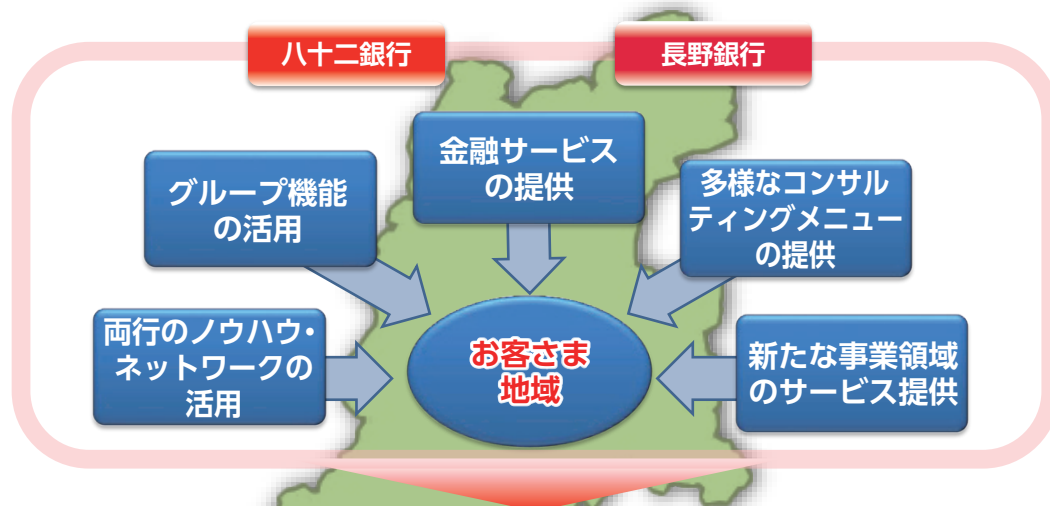 八十二銀行
長野銀行
金融サービス
の提供
グループ機能
の活用
多様なコンサル
ティングメニュー
の提供
両行のノウハウ・
ネットワークの
活用
お客さま
地域
新たな事業領域
のサービス提供